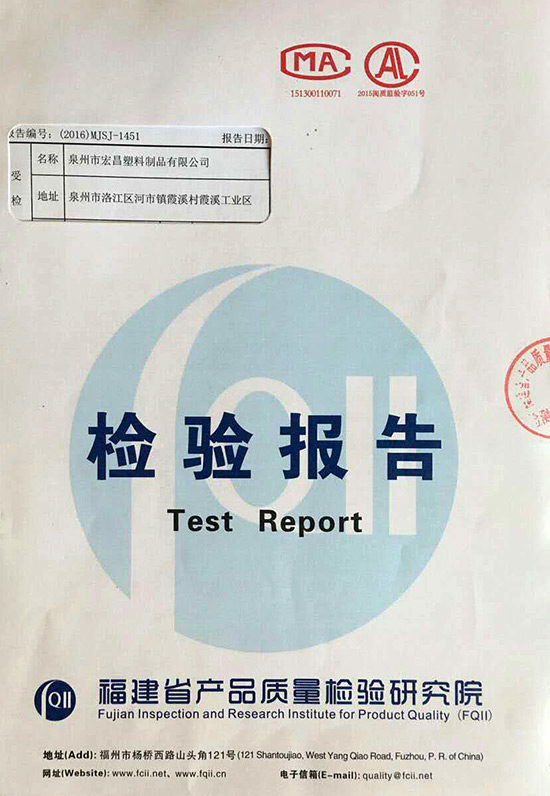 MA
151300110071
CAL
2015闽质监验字051号
报告编号：(2016)MJSJ-1451 报告日期:
受检
名称 泉州市宏昌塑料制品有限公司
地址 泉州市洛江区河市镇霞溪村霞溪工业区
检验报告
Test Report
QII
福建省产品质量检验研究院
Fujian Inspection and Research Institute for Product Quality (FQII)
地址(Add): 福州市杨桥西路山头角121号(121 Shantoujiao, West Yang Qiao Road, Fuzhou, P. R. of China)
网址(Website): www.fcii.net、www.fqii.cn 电子信箱(E-mail): quality@fcii.net